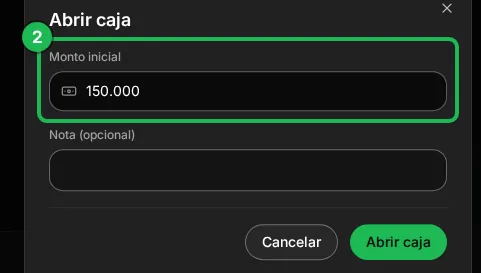 Abrir caja
2
Monto inicial
150.000
Nota (opcional)
Cancelar
Abrir caja